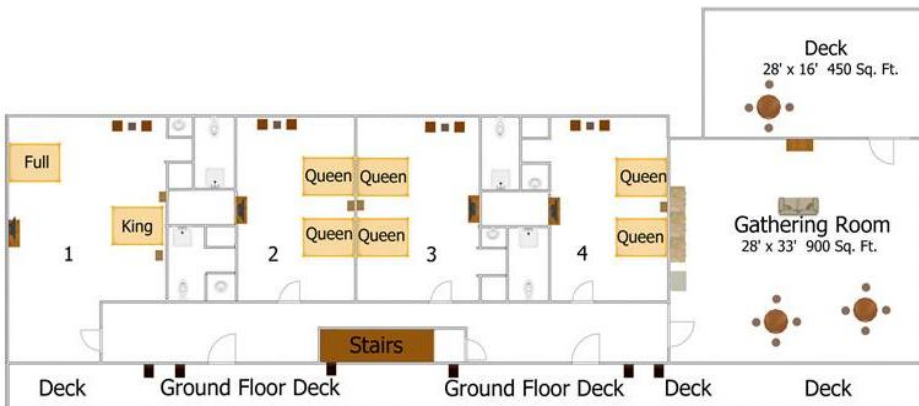 Deck
28' x 16'  450 Sq. Ft.
Full
King
Queen
Queen
Queen
Queen
Queen
Queen
1
2
3
4
Gathering Room
28' x 33'  900 Sq. Ft.
Stairs
Deck
Ground Floor Deck
Ground Floor Deck
Deck
Deck